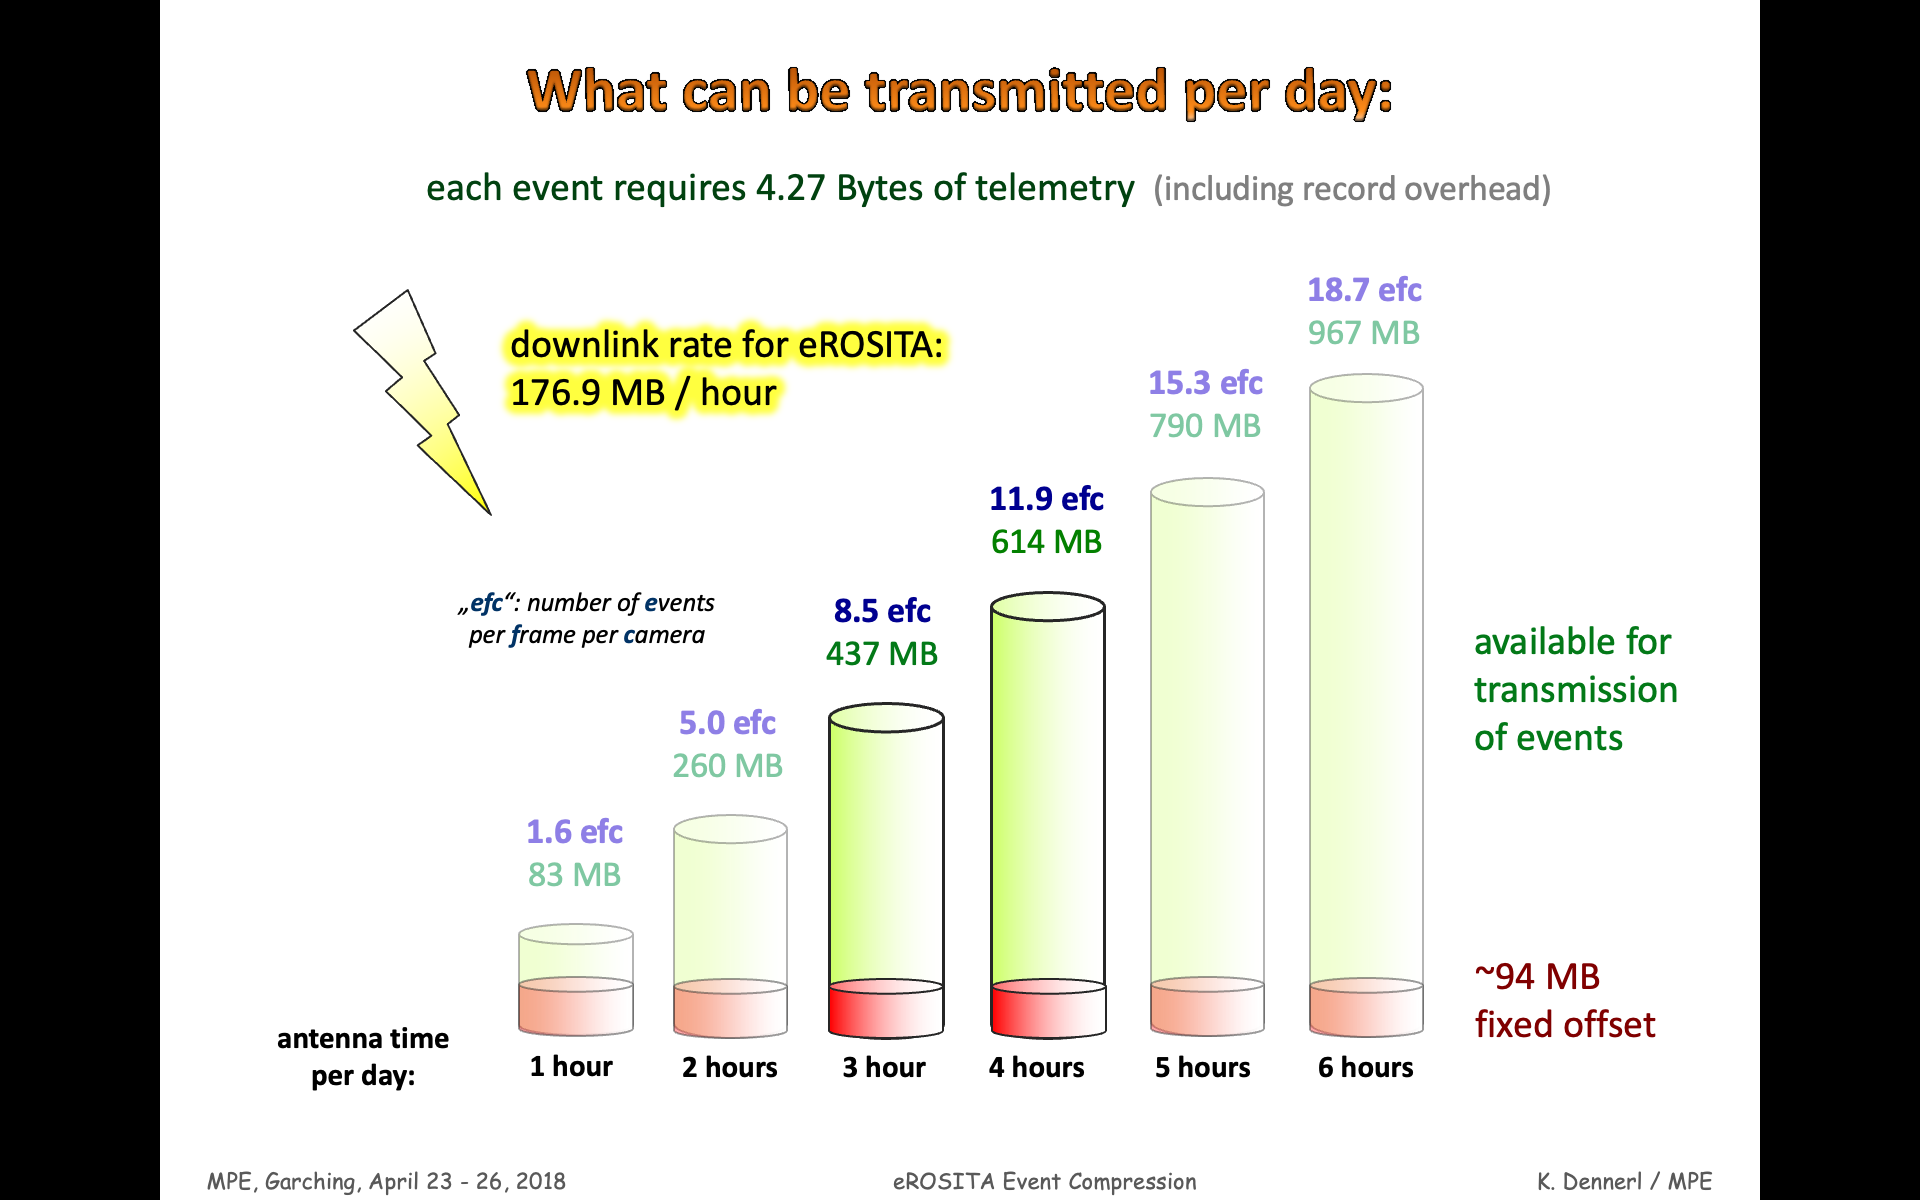 What can be transmitted per day:
each event requires 4.27 Bytes of telemetry (including record overhead)
downlink rate for eROSITA:
176.9 MB / hour
„efc“: number of events
per frame per camera
1.6 efc
83 MB
5.0 efc
260 MB
8.5 efc
437 MB
11.9 efc
614 MB
15.3 efc
790 MB
18.7 efc
967 MB
available for
transmission
of events
~94 MB
fixed offset
antenna time
per day:
1 hour
2 hours
3 hour
4 hours
5 hours
6 hours
MPE, Garching, April 23 - 26, 2018
eROSITA Event Compression
K. Dennerl / MPE